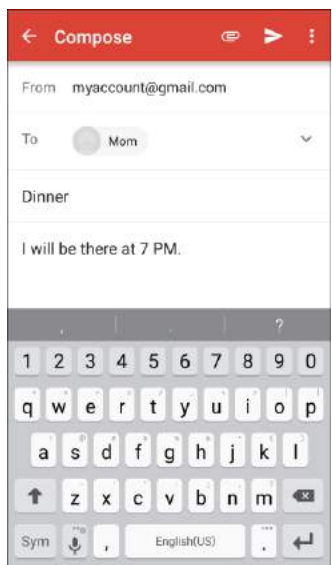 Compose
From myaccount@gmail.com
To Mom
Dinner
I will be there at 7 PM.
, . ?
1 2 3 4 5 6 7 8 9 0
q w e r t y u i o p
a s d f g h j k l
z x c v b n m
Sym , English(US) .